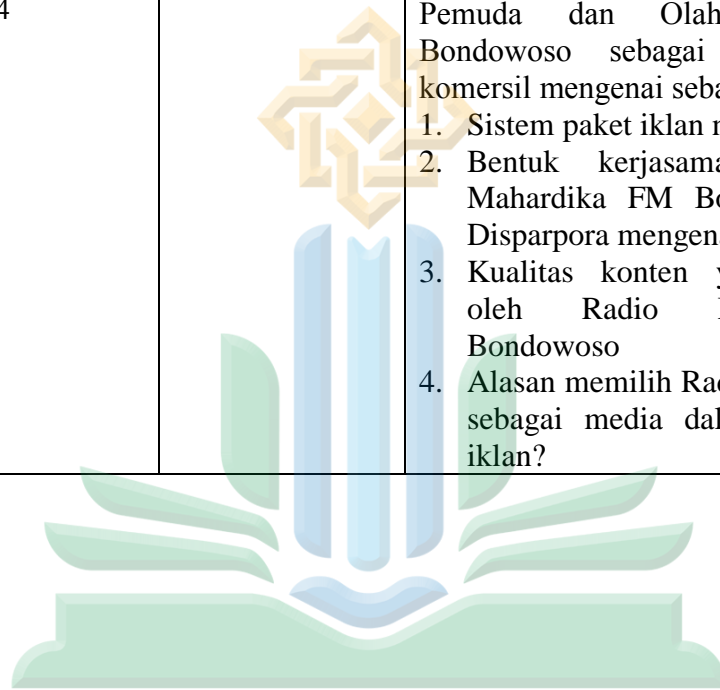 4
Pemuda dan Olah
Bondowoso sebagai
komersil mengenai seba
1. Sistem paket iklan
2. Bentuk kerjasama
Mahardika FM Bo
Disparpora mengen
3. Kualitas konten
oleh Radio
Bondowoso
4. Alasan memilih Rad
sebagai media dal
iklan?